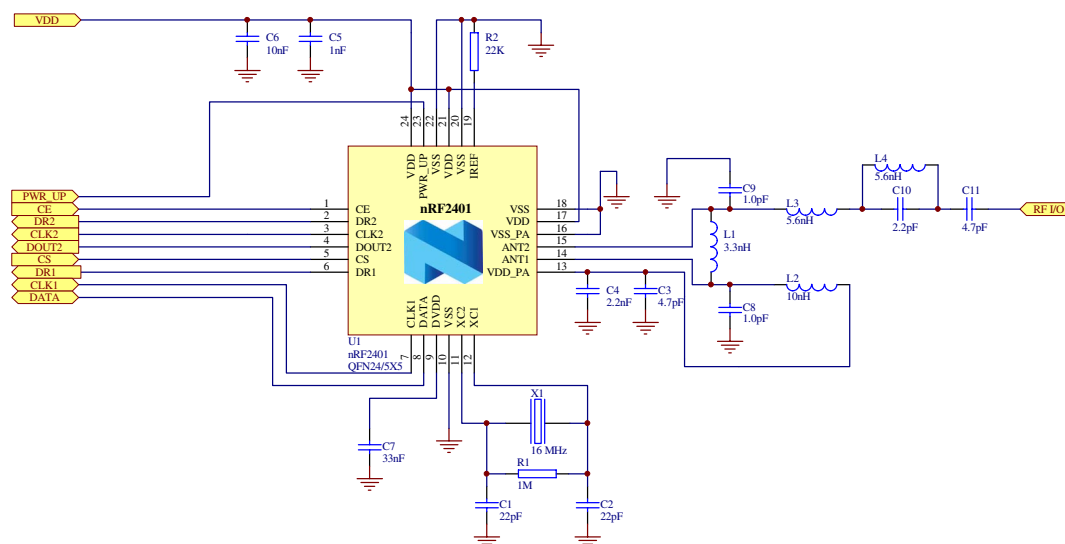 VDD
C6
10nF
C5
1nF
R2
22K
24
23
22
21
20
19
VDD
PWR_UP
VSS
VDD
VSS
IREF
nRF2401
PWR_UP
CE
DR2
CLK2
DOUT2
CS
DR1
CLK1
DATA
1
2
3
4
5
6
CE
DR2
CLK2
DOUT2
CS
DR1
VSS
VDD
VSS_PA
ANT2
ANT1
VDD_PA
18
17
16
15
14
13
CLK1
DATA
DVDD
VSS
XC2
XC1
7
8
9
10
11
12
U1
nRF2401
QFN24/5X5
C9
1.0pF
L1
3.3nH
L3
5.6nH
L4
5.6nH
C10
2.2pF
C11
4.7pF
RF I/O
C4
2.2nF
C3
4.7pF
C8
1.0pF
L2
10nH
C7
33nF
X1
16 MHz
R1
1M
C1
22pF
C2
22pF